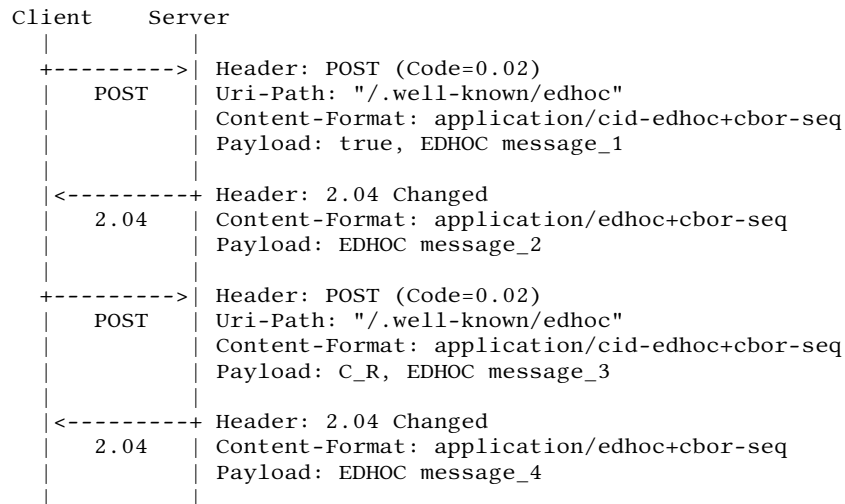 Client    Server
  |          |
  +--------->| Header: POST (Code=0.02)
  |   POST   | Uri-Path: "/.well-known/edhoc"
  |          | Content-Format: application/cid-edhoc+cbor-seq
  |          | Payload: true, EDHOC message_1
  |          |
  |<---------+ Header: 2.04 Changed
  |   2.04   | Content-Format: application/edhoc+cbor-seq
  |          | Payload: EDHOC message_2
  |          |
  +--------->| Header: POST (Code=0.02)
  |   POST   | Uri-Path: "/.well-known/edhoc"
  |          | Content-Format: application/cid-edhoc+cbor-seq
  |          | Payload: C_R, EDHOC message_3
  |          |
  |<---------+ Header: 2.04 Changed
  |   2.04   | Content-Format: application/edhoc+cbor-seq
  |          | Payload: EDHOC message_4
  |          |